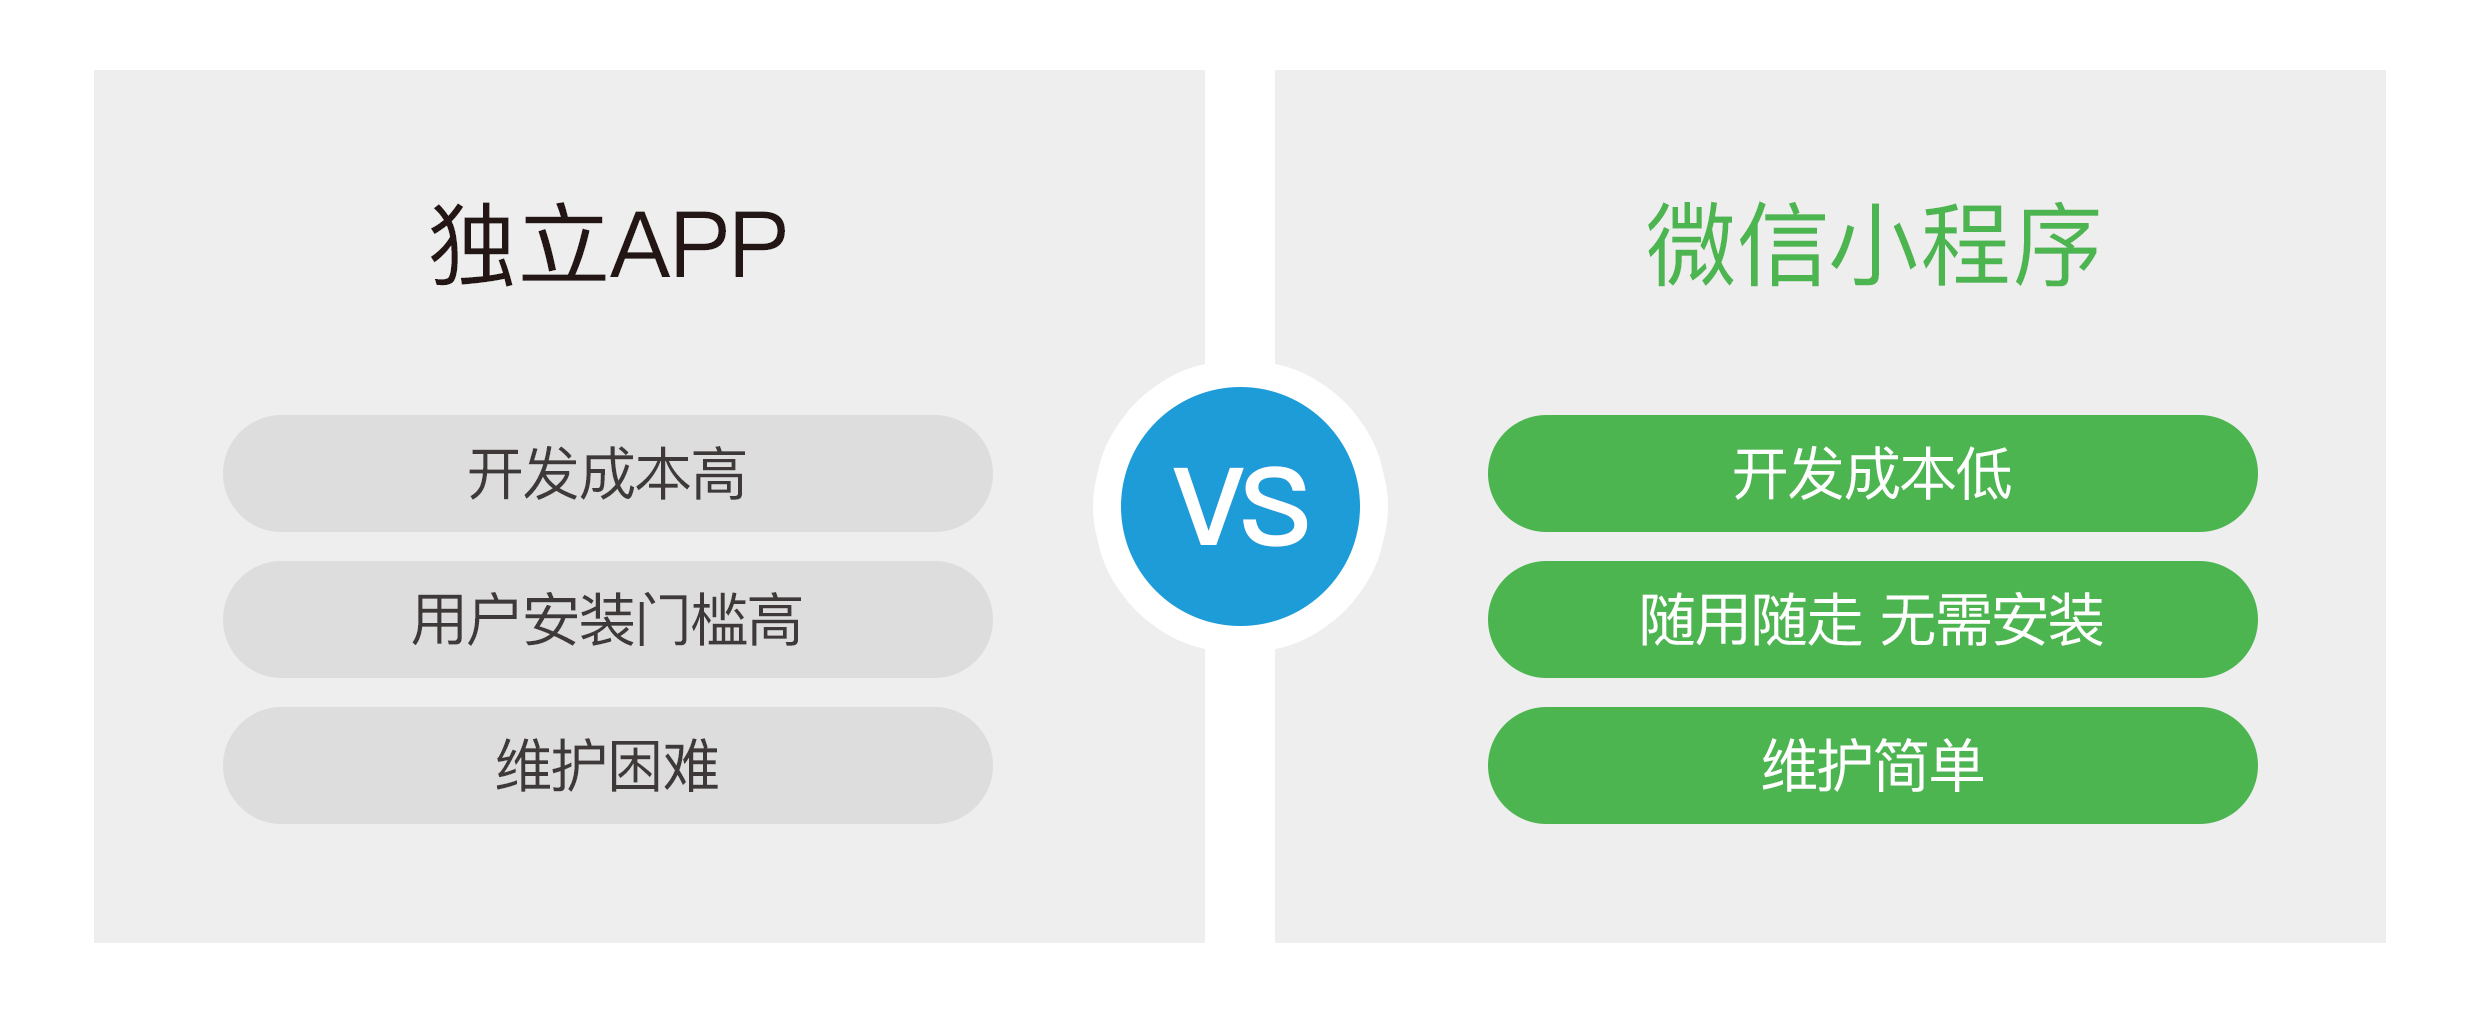 独立APP
开发成本高
用户安装门槛高
维护困难
VS
微信小程序
开发成本低
随用随走 无需安装
维护简单